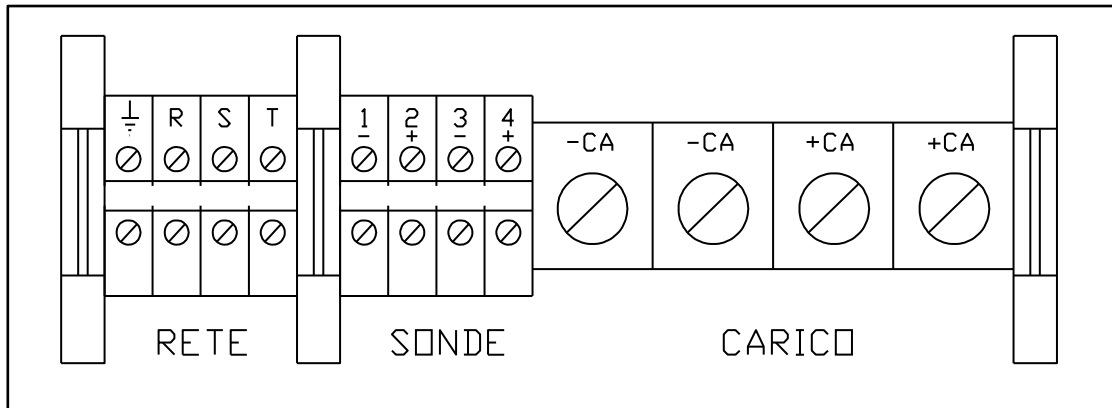 R S T 1 2 3 4
- + - +
-CA -CA +CA +CA
RETE SONDE CARICO